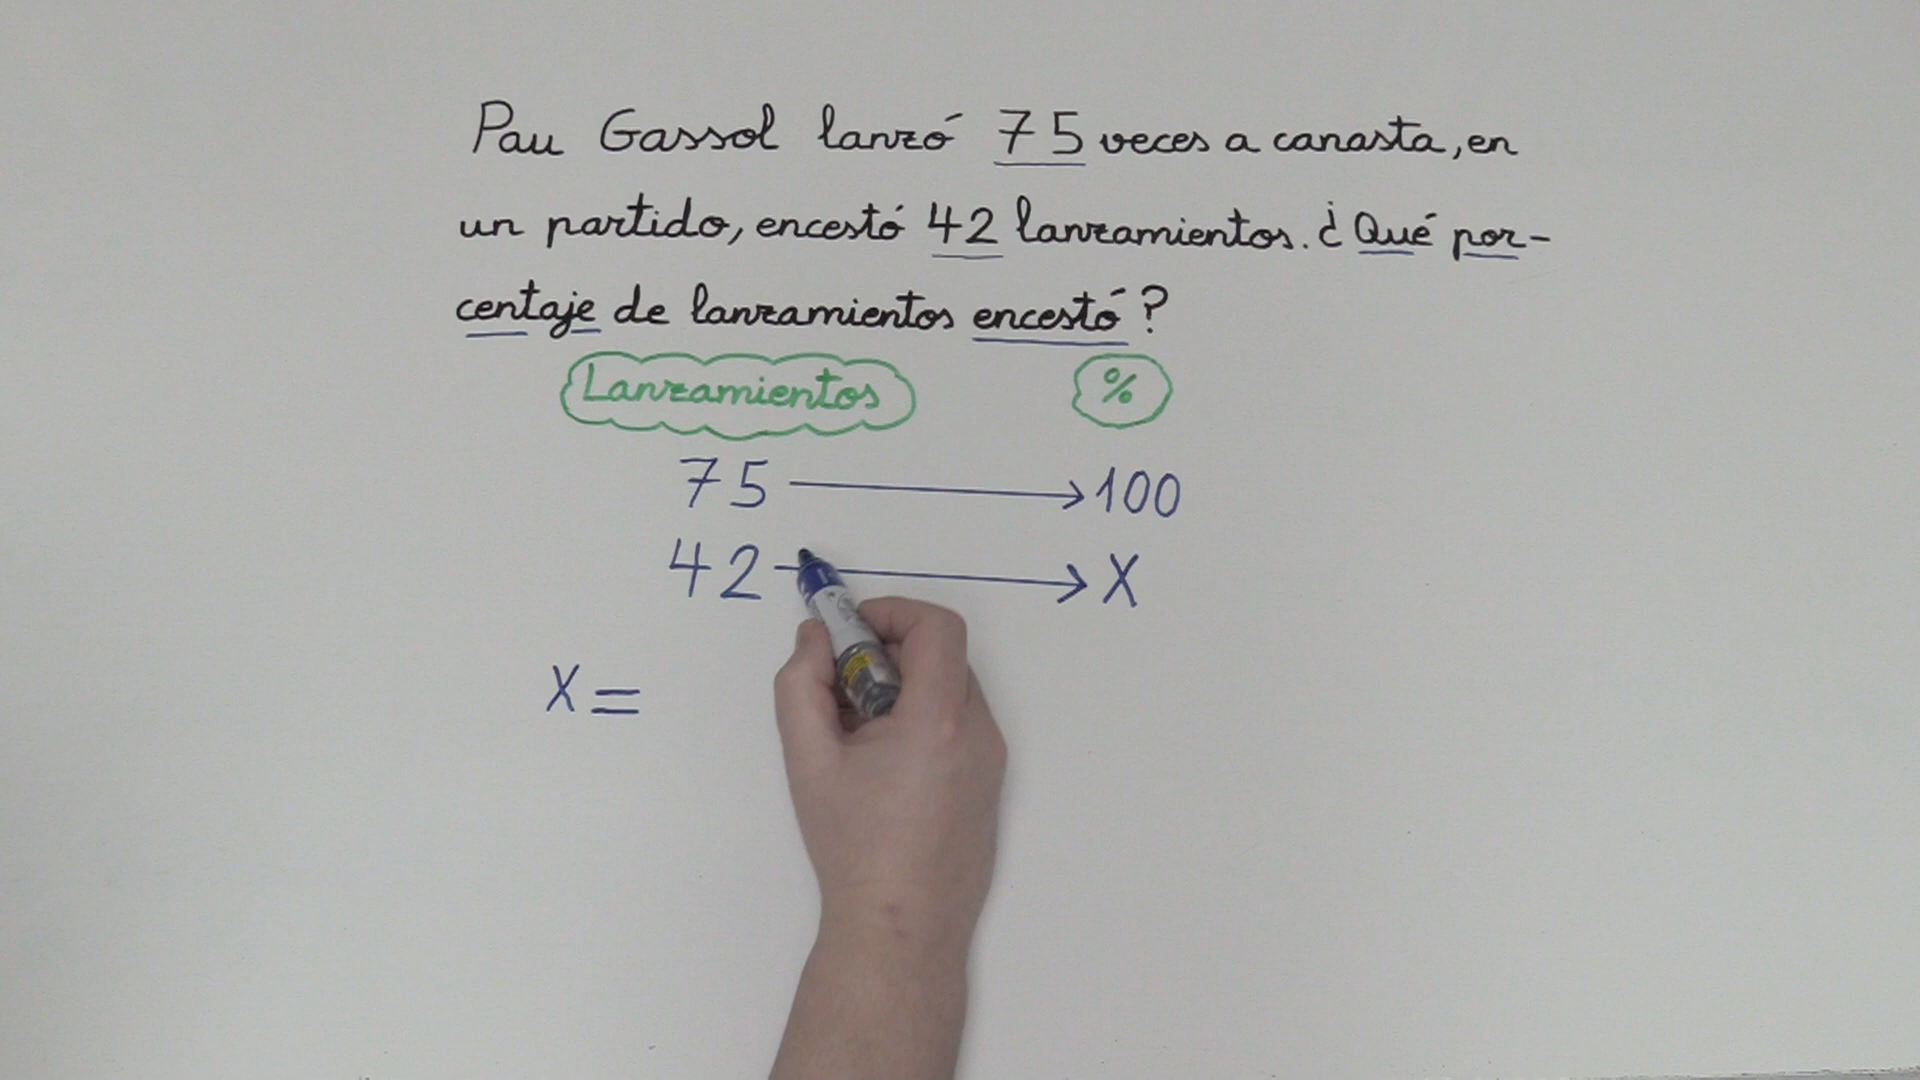 Pau Gassol lanzó 75 veces a canasta, en
un partido, encestó 42 lanzamientos. ¿Qué por-
centaje de lanzamientos encestó?
Lanzamientos %
75 → 100
42 → X
X =